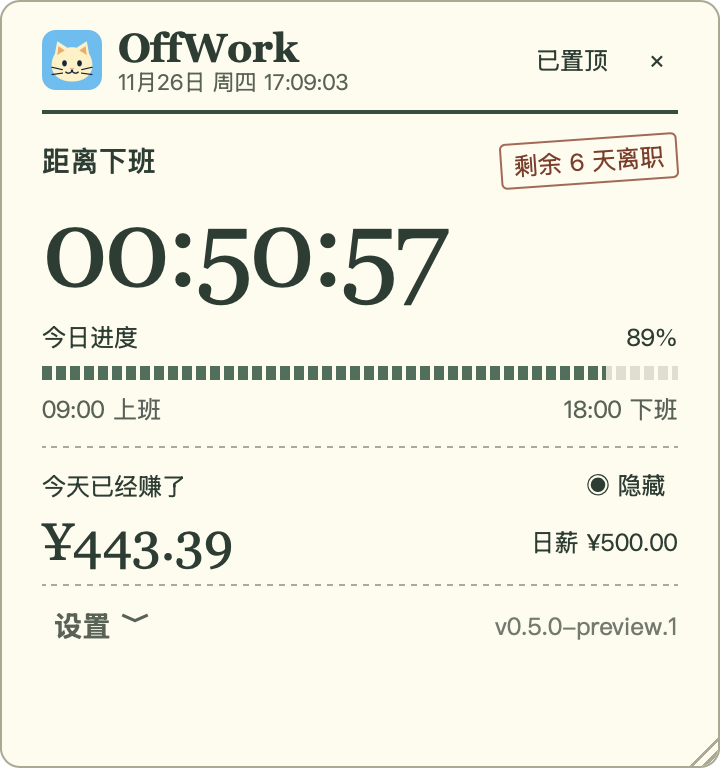 OffWork
11月26日 周四 17:09:03
已置顶 ×
距离下班
剩余 6 天离职
00:50:57
今日进度 89%
09:00 上班 18:00 下班
今天已经赚了 隐藏
¥443.39 日薪 ¥500.00
设置 v0.5.0-preview.1